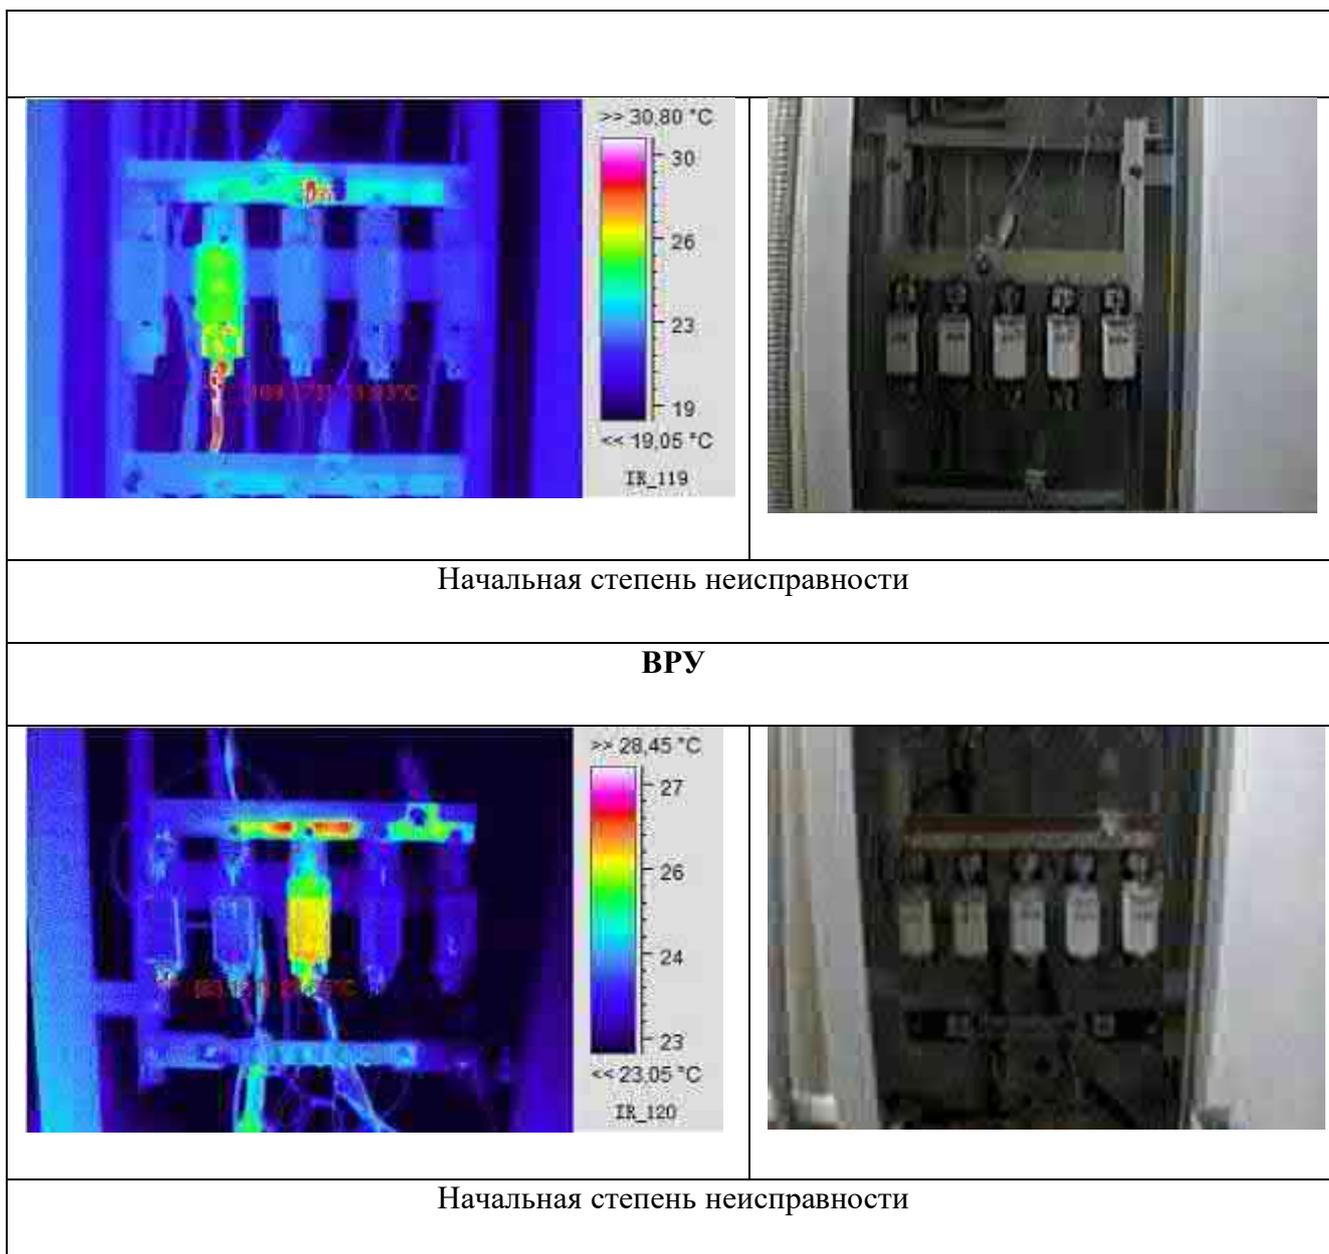 >> 30,80 °C
30
26
23
19
<< 19,05 °C
IR_119
Начальная степень неисправности
ВРУ
>> 28,45 °C
27
26
24
23
<< 23,05 °C
IR_120
Начальная степень неисправности